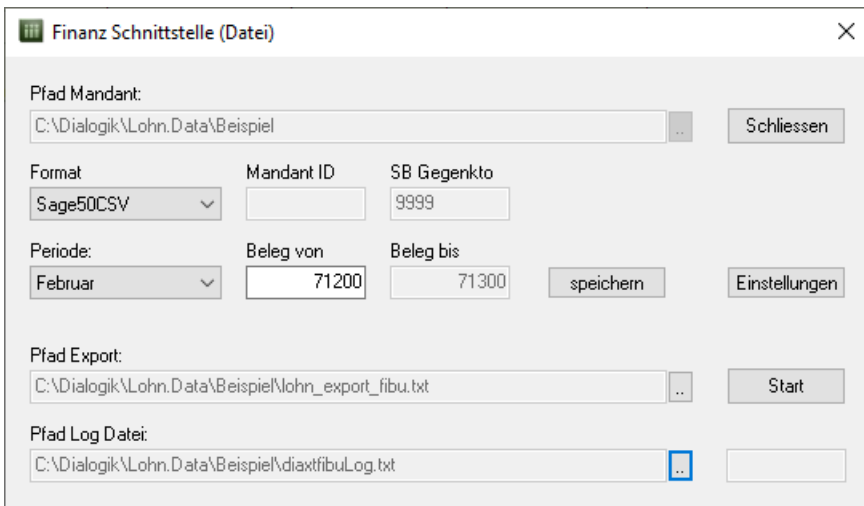 Finanz Schnittstelle (Datei)
Pfad Mandant:
C:\Dialogik\Lohn.Data\Beispiel .. Schliessen
Format Mandant ID SB Gegenkto
Sage50CSV 9999
Periode: Beleg von Beleg bis
Februar 71200 71300 speichern Einstellungen
Pfad Export:
C:\Dialogik\Lohn.Data\Beispiel\lohn_export_fibu.txt .. Start
Pfad Log Datei:
C:\Dialogik\Lohn.Data\Beispiel\diaxtfibuLog.txt ..